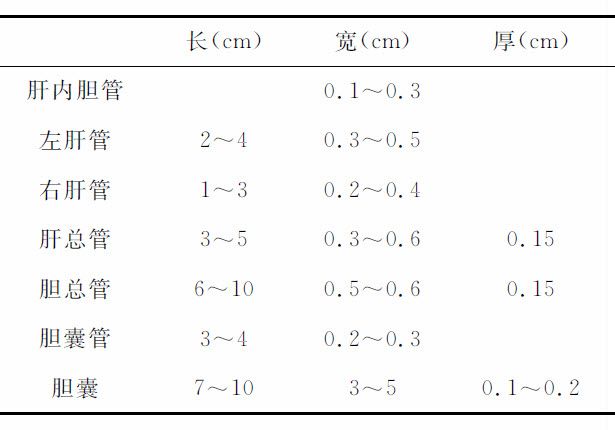 长(cm) 宽(cm) 厚(cm)
肝内胆管 0.1～0.3
左肝管 2～4 0.3～0.5
右肝管 1～3 0.2～0.4
肝总管 3～5 0.3～0.6 0.15
胆总管 6～10 0.5～0.6 0.15
胆囊管 3～4 0.2～0.3
胆囊 7～10 3～5 0.1～0.2